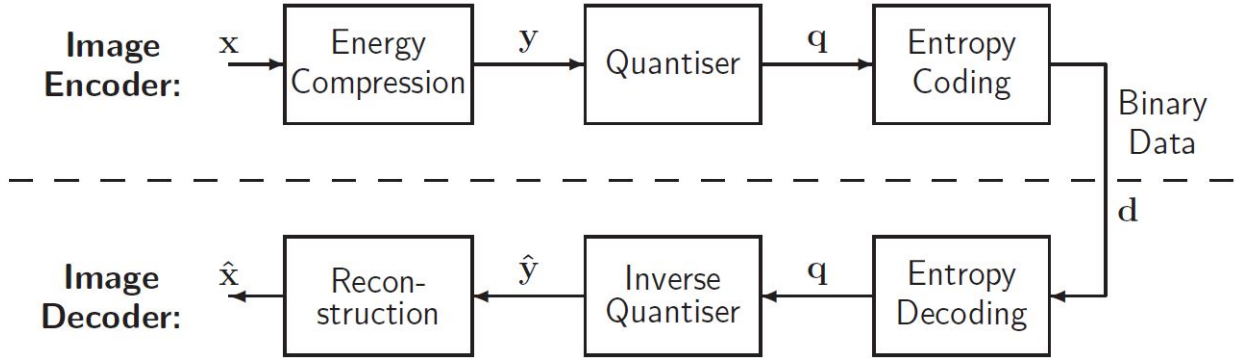 Image
Encoder:
x
Energy
Compression
y
Quantiser
q
Entropy
Coding
Binary
Data
d
Image
Decoder:
x̂
Recon-
struction
ŷ
Inverse
Quantiser
q
Entropy
Decoding